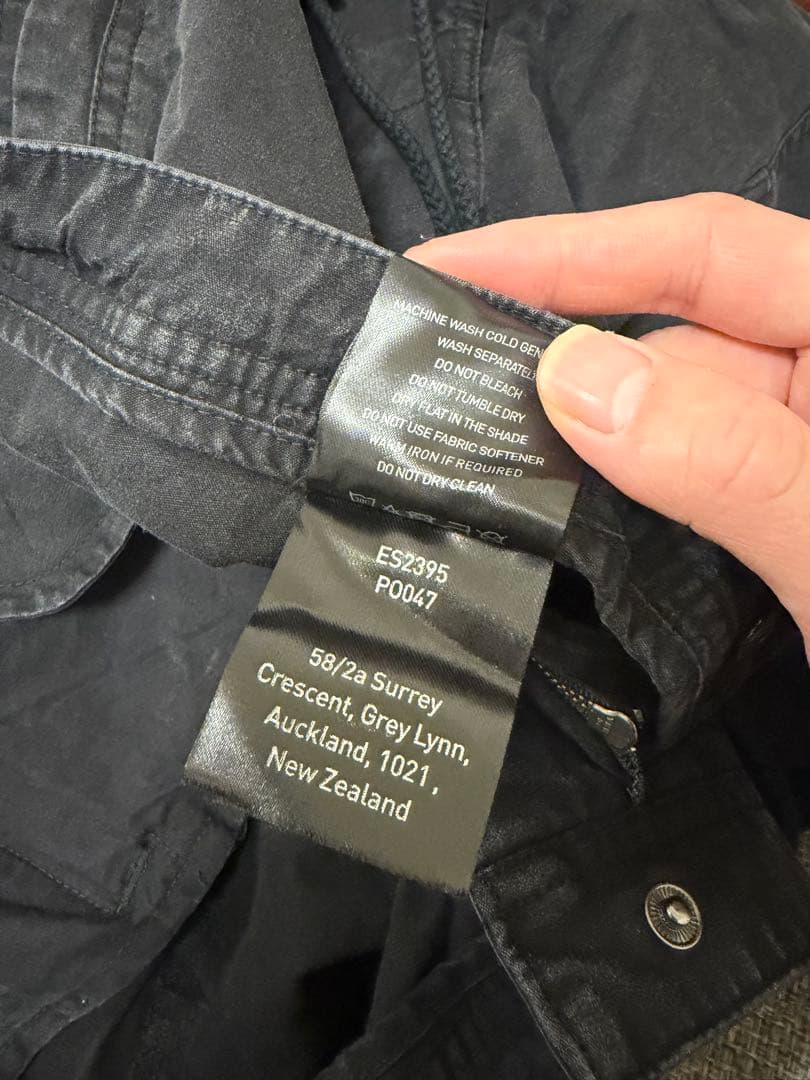 MACHINE WASH COLD GEN
WASH SEPARATEL
DO NOT BLEACH
DO NOT TUMBLE DRY
DRY FLAT IN THE SHADE
DO NOT USE FABRIC SOFTENER
WARM IRON IF REQUIRED
DO NOT DRY CLEAN
ES2395
PO047
58/2a Surrey
Crescent, Grey Lynn,
Auckland, 1021,
New Zealand